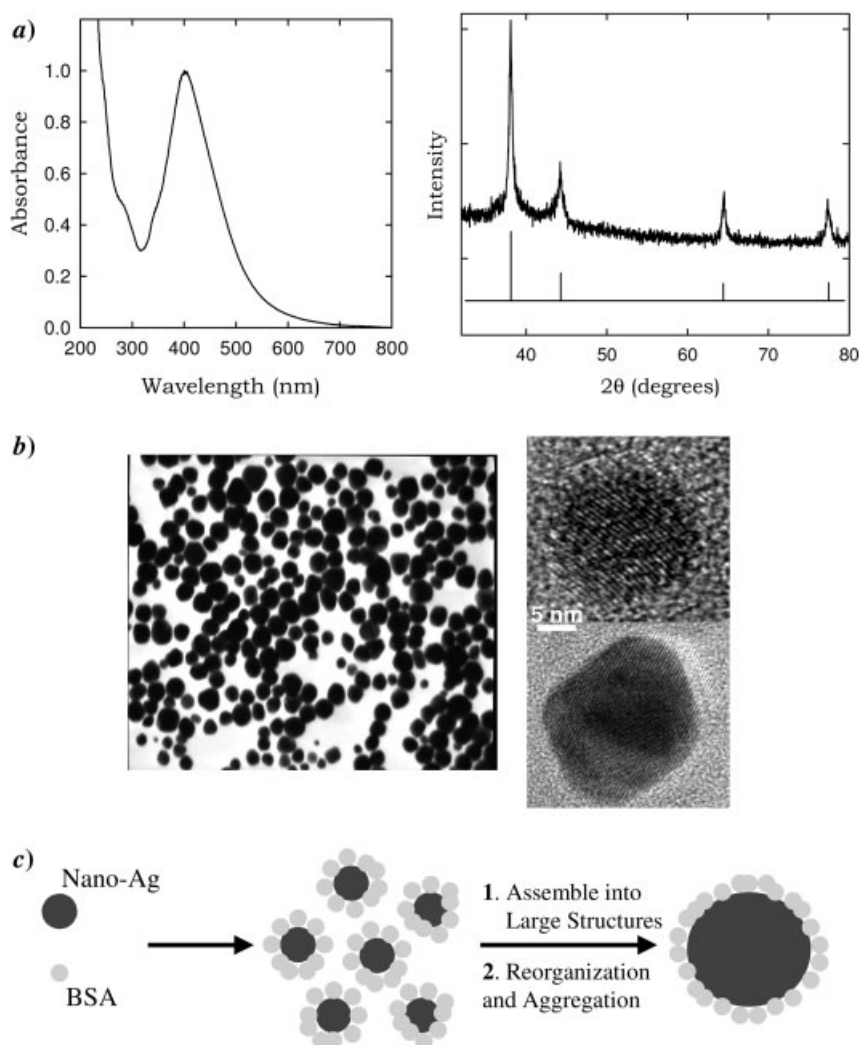 a)
1.0
0.8
0.6
0.4
0.2
0.0
Absorbance
200 300 400 500 600 700 800
Wavelength (nm)
Intensity
40 50 60 70 80
2θ (degrees)
b)
5 nm
c)
Nano-Ag
BSA
1. Assemble into
Large Structures
2. Reorganization
and Aggregation